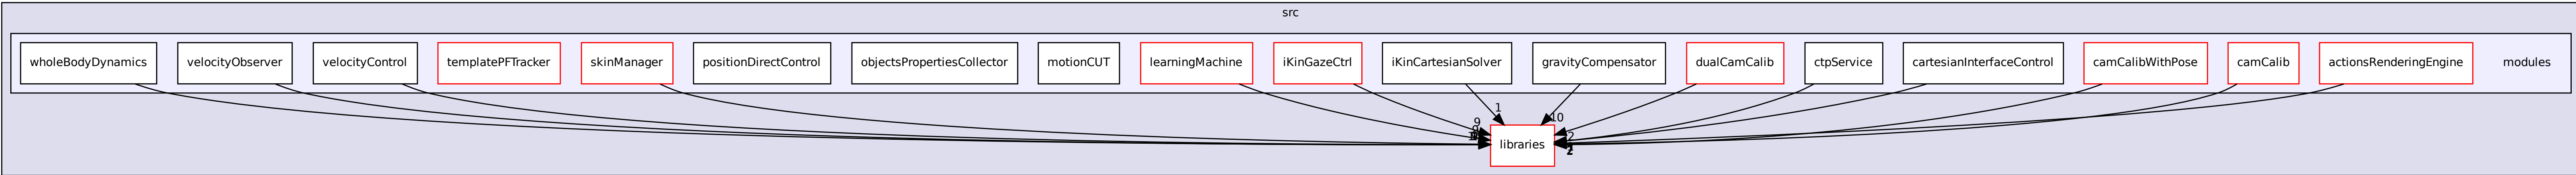 src
wholeBodyDynamics velocityObserver velocityControl templatePFTracker skinManager positionDirectControl objectsPropertiesCollector motionCUT learningMachine iKinGazeCtrl iKinCartesianSolver gravityCompensator dualCamCalib ctpService cartesianInterfaceControl camCalibWithPose camCalib actionsRenderingEngine modules
1
9 10
2
libraries